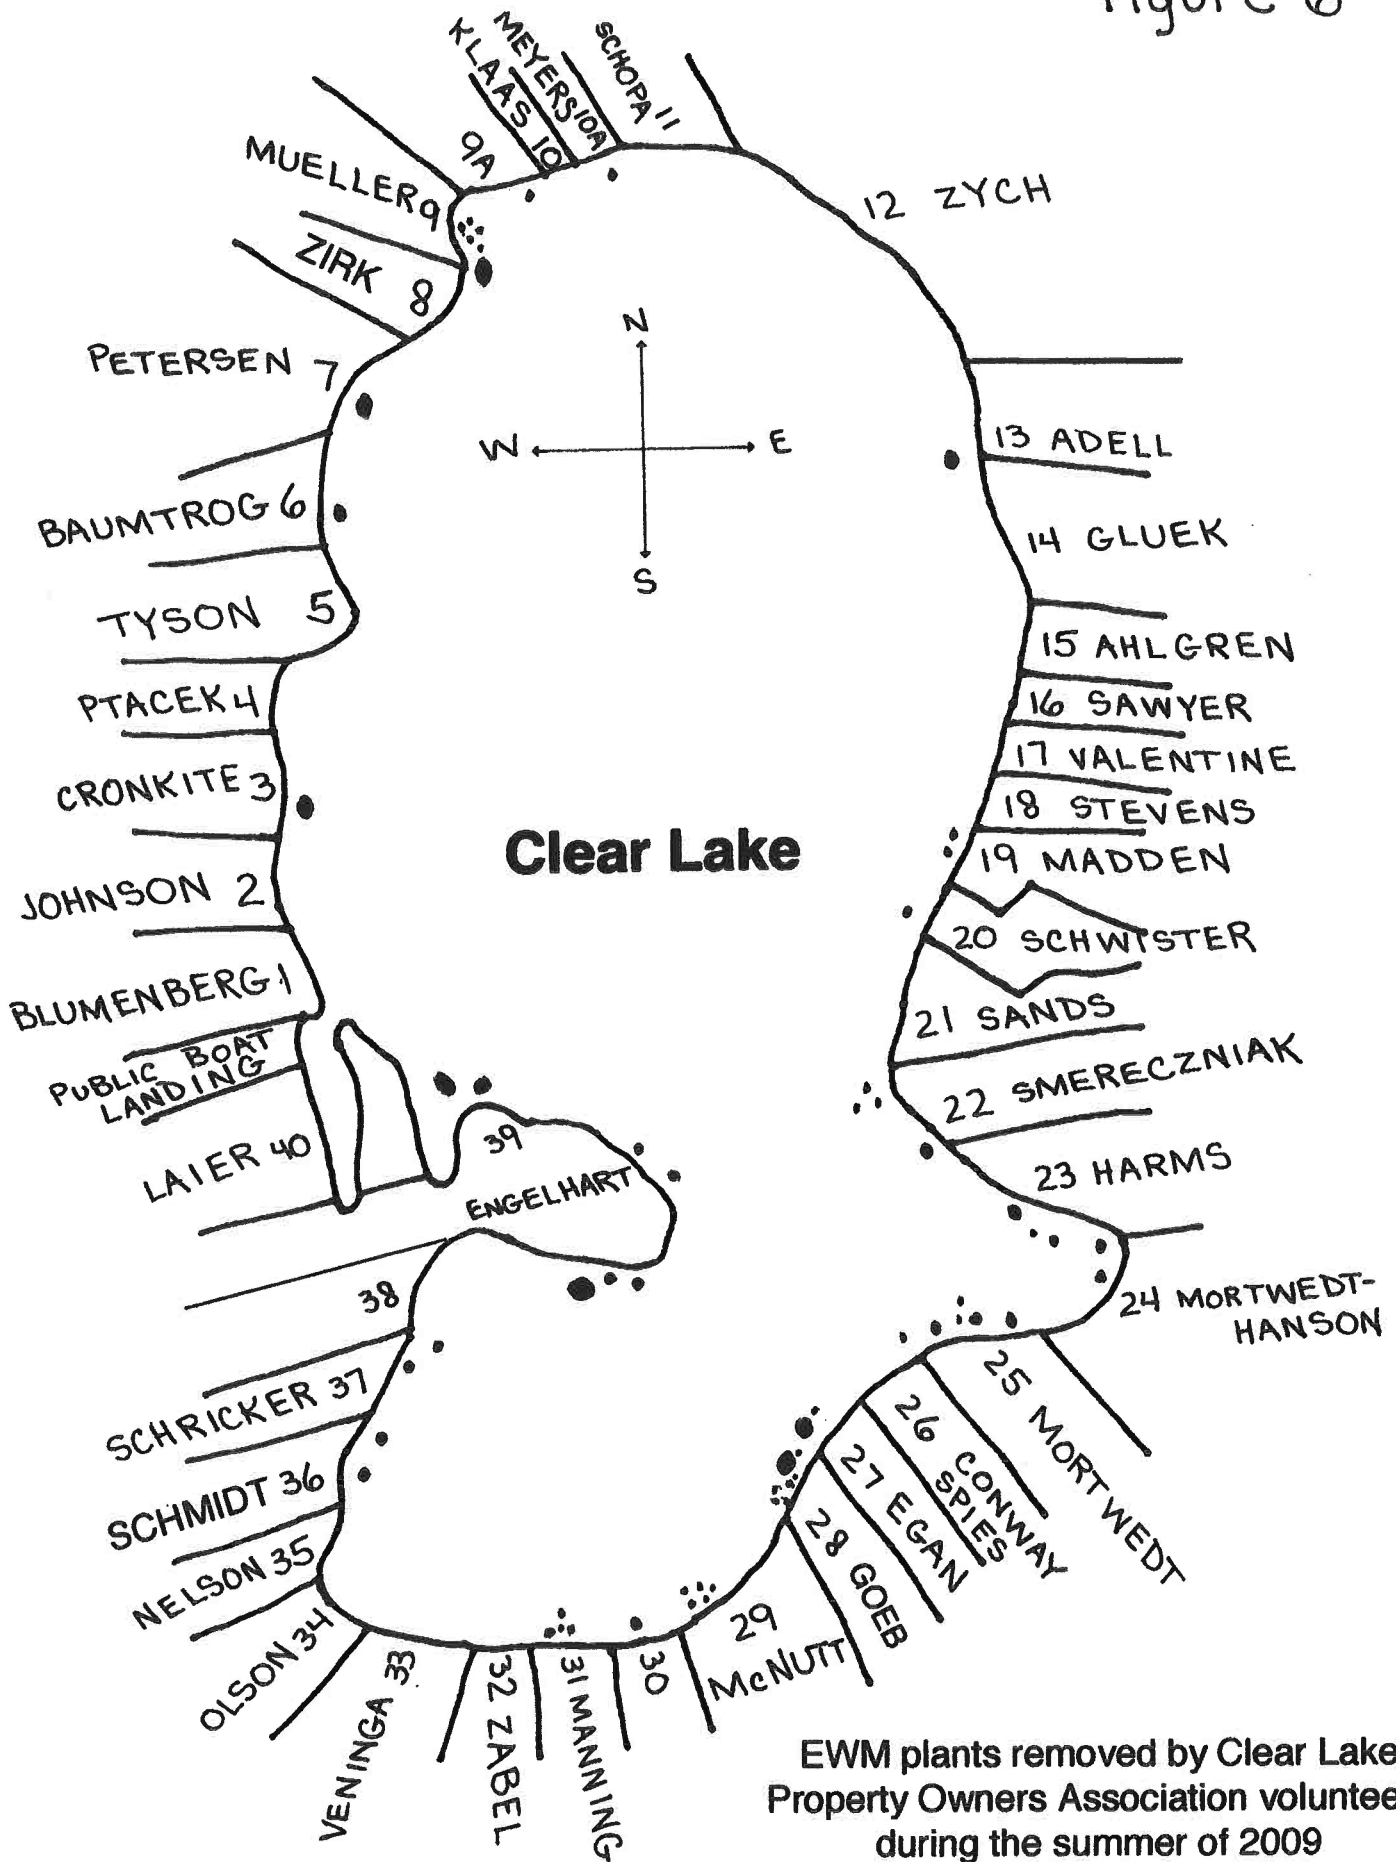 Figure 6
KLAAS 10
MEYERS 10A
SCHOPA 11
9A
MUELLER 9
12 ZYCH
ZIRK 8
N
PETERSEN 7
W
E
13 ADELL
BAUMTROG 6
14 GLUEK
S
TYSON 5
15 AHLGREN
PTACEK 4
16 SAWYER
17 VALENTINE
CRONKITE 3
18 STEVENS
Clear Lake
19 MADDEN
JOHNSON 2
20 SCHWISTER
BLUMENBERG 1
21 SANDS
PUBLIC BOAT
LANDING
22 SMERECZNIAK
LAIER 40
39
ENGELHART
23 HARMS
38
24 MORTWEDT-
HANSON
SCHRICKER 37
25 MORTWEDT
26 CONWAY
SPIES
27 EGAN
SCHMIDT 36
28 GOEB
NELSON 35
29
McNUTT
OLSON 34
VENINGA 33
32 ZABEL
31 MANNING
30
EWM plants removed by Clear Lake
Property Owners Association voluntee
during the summer of 2009